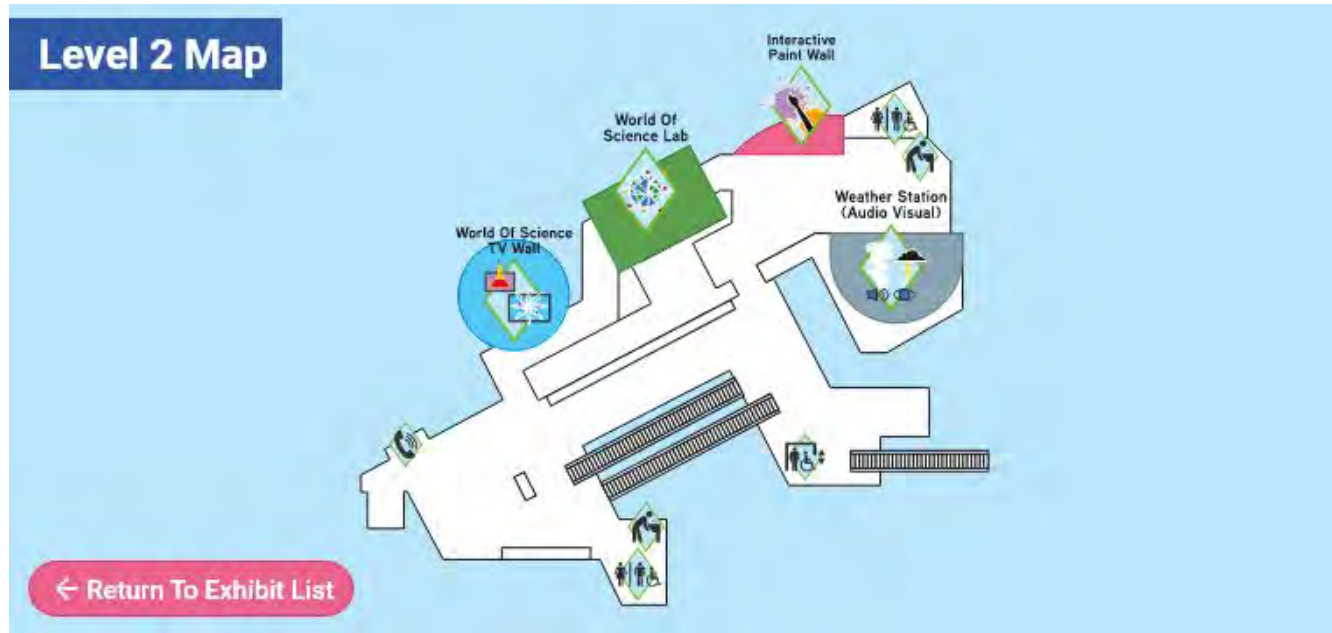 Level 2 Map
Interactive
Paint Wall
World Of
Science Lab
Weather Station
(Audio Visual)
World Of Science
TV Wall
← Return To Exhibit List